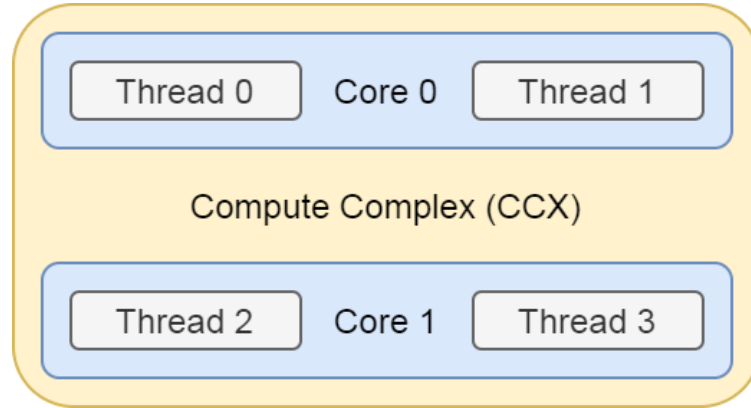 Thread 0 Core 0 Thread 1
Compute Complex (CCX)
Thread 2 Core 1 Thread 3